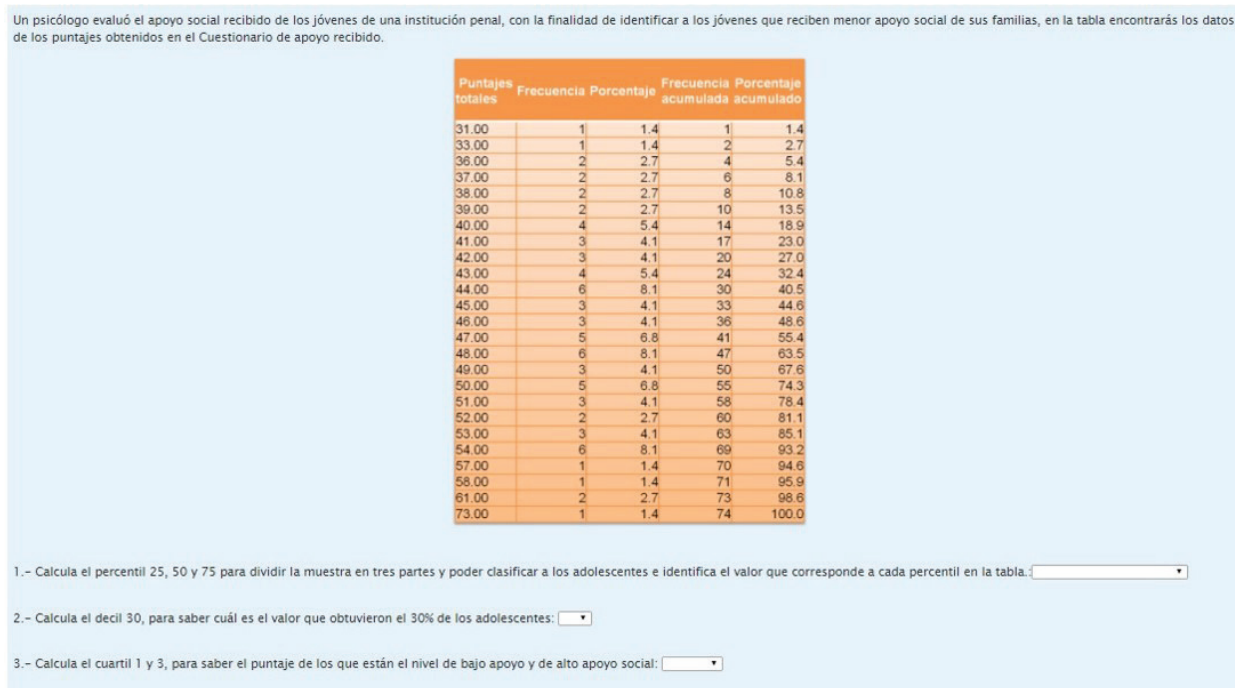 Un psicólogo evaluó el apoyo social recibido de los jóvenes de una institución penal, con la finalidad de identificar a los jóvenes que reciben menor apoyo social de sus familias, en la tabla encontrarás los datos
de los puntajes obtenidos en el Cuestionario de apoyo recibido.
Puntajes totales Frecuencia Porcentaje Frecuencia acumulada Porcentaje acumulado
31.00 1 1.4 1 1.4
33.00 1 1.4 2 2.7
36.00 2 2.7 4 5.4
37.00 2 2.7 6 8.1
38.00 2 2.7 8 10.8
39.00 2 2.7 10 13.5
40.00 4 5.4 14 18.9
41.00 3 4.1 17 23.0
42.00 3 4.1 20 27.0
43.00 4 5.4 24 32.4
44.00 6 8.1 30 40.5
45.00 3 4.1 33 44.6
46.00 3 4.1 36 48.6
47.00 5 6.8 41 55.4
48.00 6 8.1 47 63.5
49.00 3 4.1 50 67.6
50.00 5 6.8 55 74.3
51.00 3 4.1 58 78.4
52.00 2 2.7 60 81.1
53.00 3 4.1 63 85.1
54.00 6 8.1 69 93.2
57.00 1 1.4 70 94.6
58.00 1 1.4 71 95.9
61.00 2 2.7 73 98.6
73.00 1 1.4 74 100.0
1.- Calcula el percentil 25, 50 y 75 para dividir la muestra en tres partes y poder clasificar a los adolescentes e identifica el valor que corresponde a cada percentil en la tabla.:
2.- Calcula el decil 30, para saber cuál es el valor que obtuvieron el 30% de los adolescentes:
3.- Calcula el cuartil 1 y 3, para saber el puntaje de los que están el nivel de bajo apoyo y de alto apoyo social: